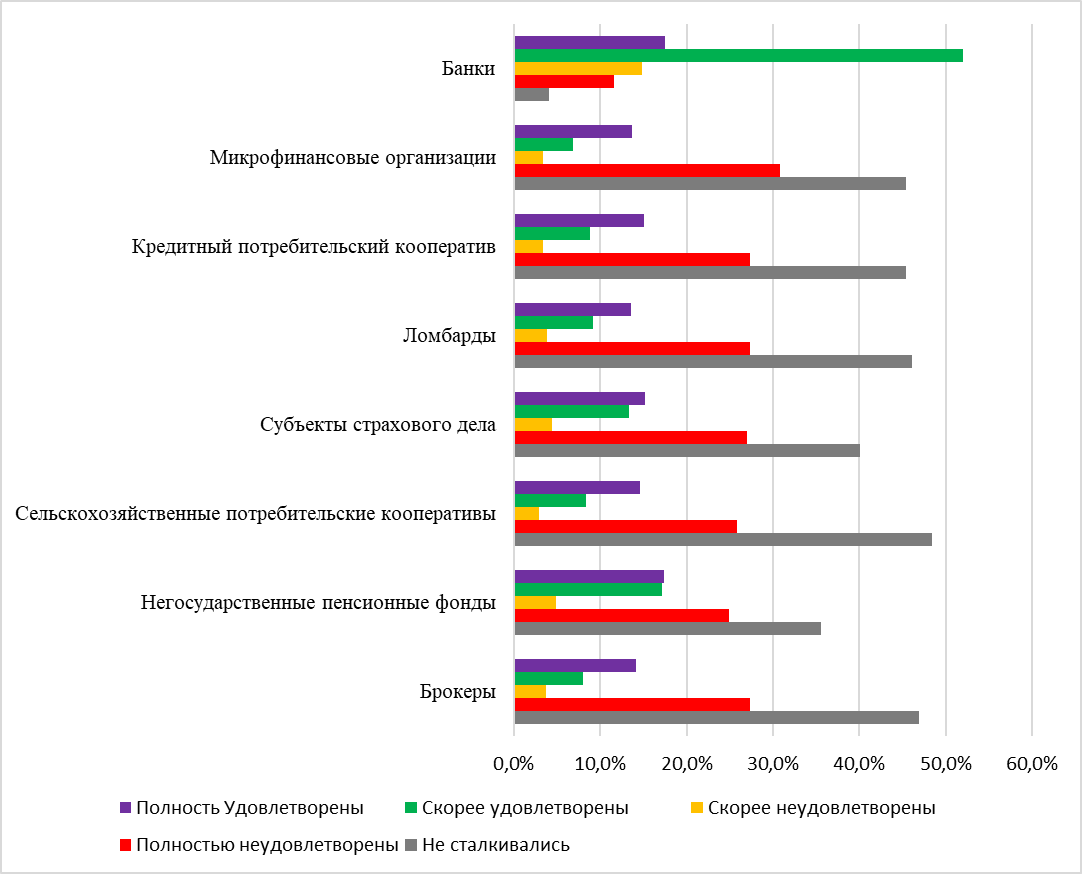 Банки
Микрофинансовые организации
Кредитный потребительский кооператив
Ломбарды
Субъекты страхового дела
Сельскохозяйственные потребительские кооперативы
Негосударственные пенсионные фонды
Брокеры
0,0% 10,0% 20,0% 30,0% 40,0% 50,0% 60,0%
Полность Удовлетворены Скорее удовлетворены Скорее неудовлетворены
Полностью неудовлетворены Не сталкивались